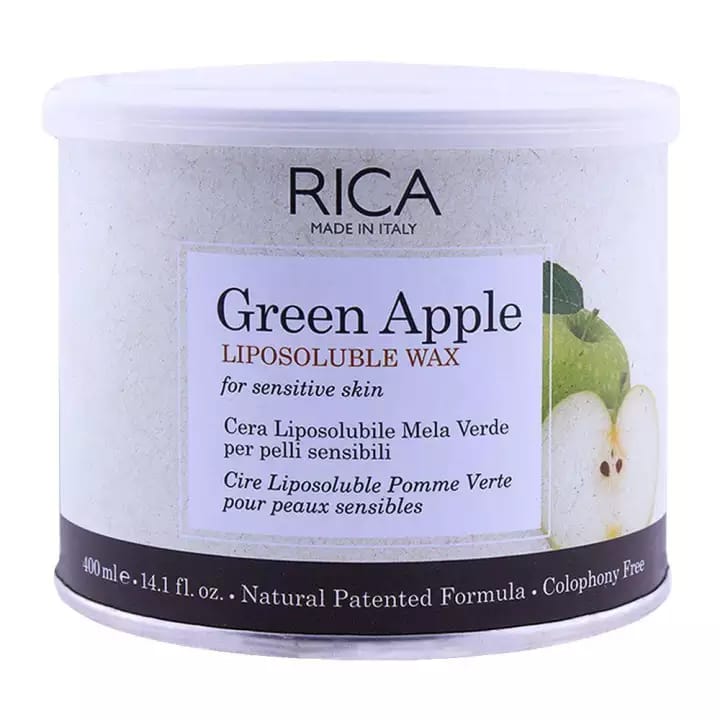 RICA
MADE IN ITALY
Green Apple
LIPOSOLUBLE WAX
for sensitive skin
Cera Liposolubile Mela Verde
per pelli sensibili
Cire Liposoluble Pomme Verte
pour peaux sensibles
400 ml e • 14.1 fl. oz. • Natural Patented Formula • Colophony Free